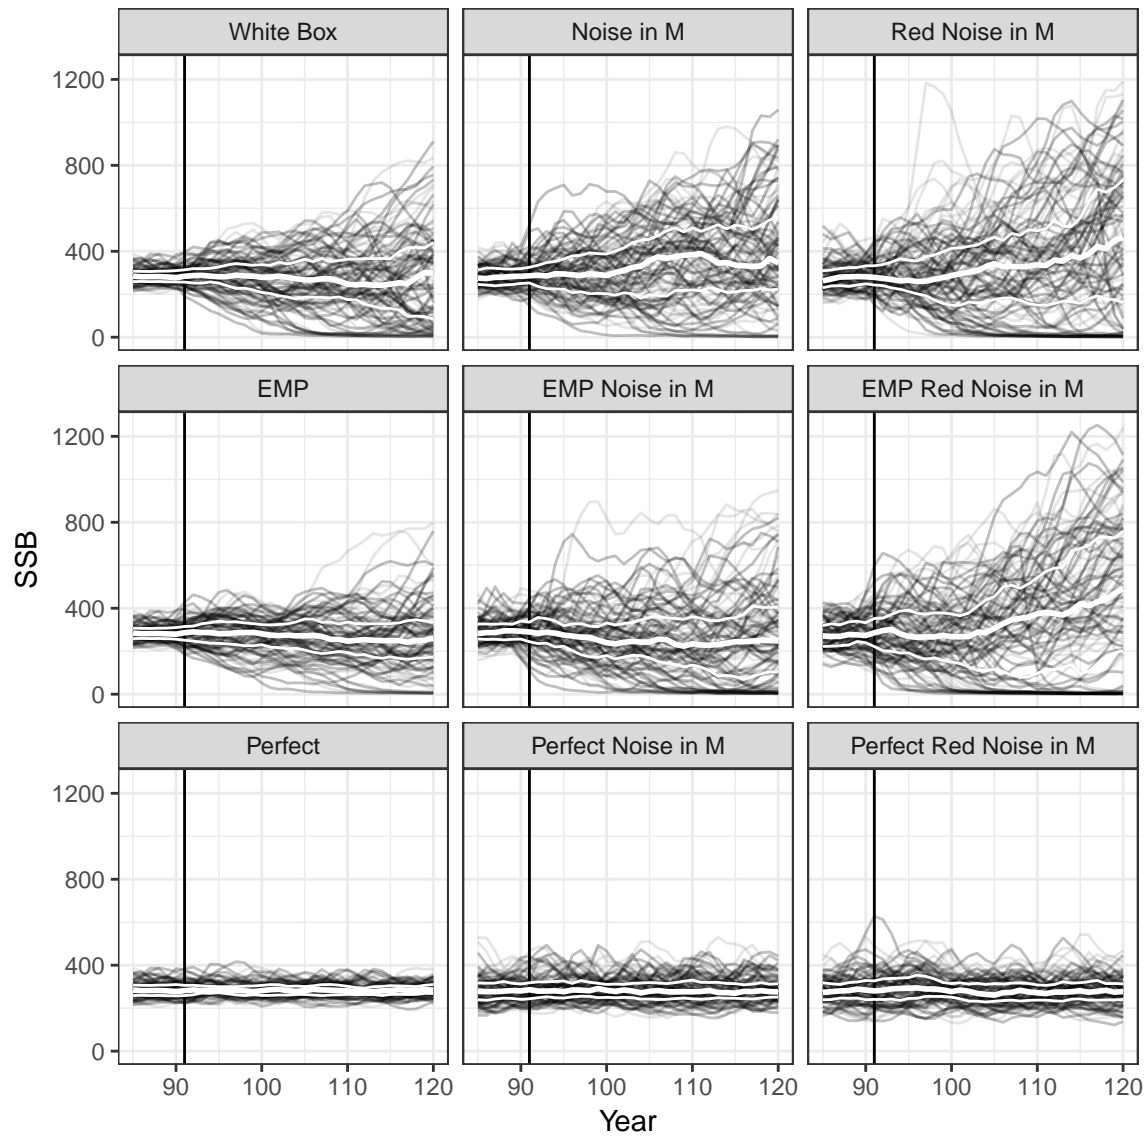 White Box Noise in M Red Noise in M
1200
800
400
0
EMP EMP Noise in M EMP Red Noise in M
1200
800
400
0
SSB
Perfect Perfect Noise in M Perfect Red Noise in M
1200
800
400
0
90 100 110 120 90 100 110 120 90 100 110 120
Year